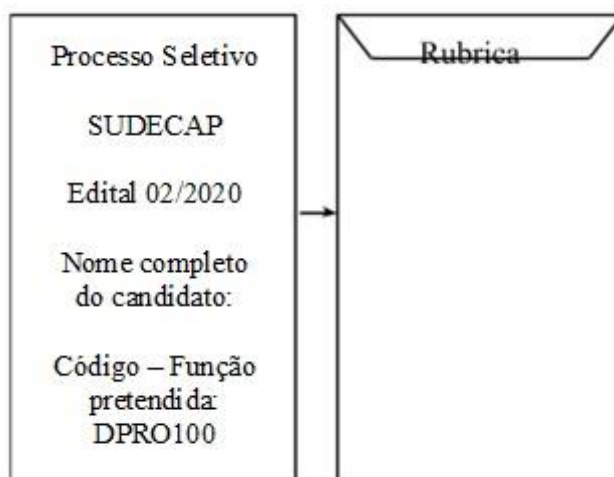 Processo Seletivo
SUDECAP
Edital 02/2020
Nome completo
do candidato:
Código – Função
pretendida:
DPRO100
Rubrica